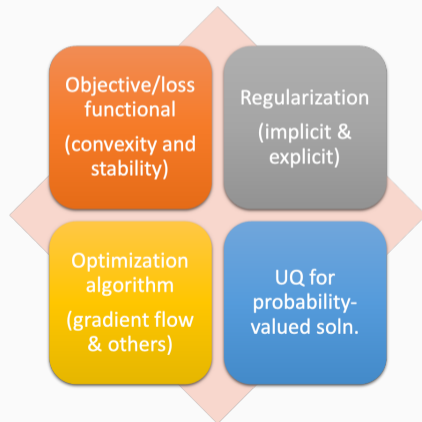 Objective/loss
functional
(convexity and
stability)
Regularization
(implicit &
explicit)
Optimization
algorithm
(gradient flow
& others)
UQ for
probability-
valued soln.